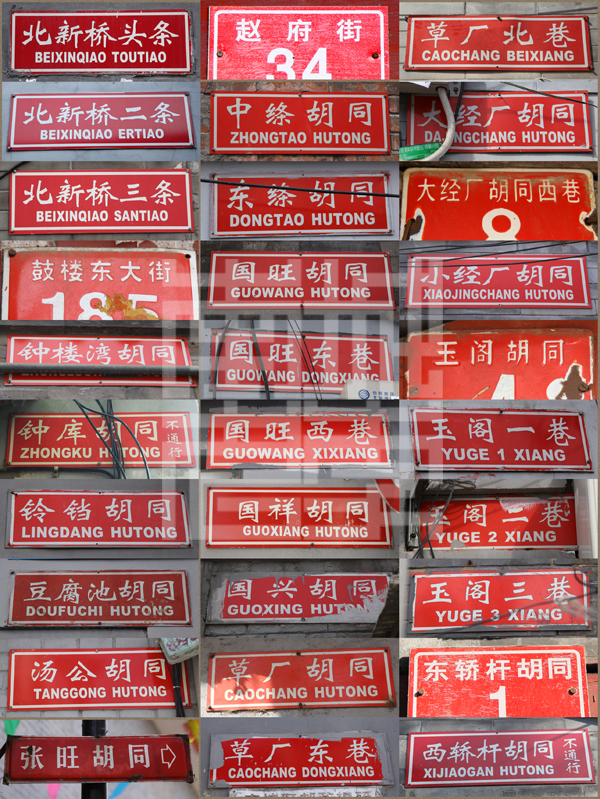 北新桥头条
BEIXINQIAO TOUTIAO
赵府街
34
草厂北巷
CAOCHANG BEIXIANG
北新桥二条
BEIXINQIAO ERTIAO
中绦胡同
ZHONGTAO HUTONG
大经厂胡同
DAJINGCHANG HUTONG
北新桥三条
BEIXINQIAO SANTIAO
东绦胡同
DONGTAO HUTONG
大经厂胡同西巷
8
鼓楼东大街
185
国旺胡同
GUOWANG HUTONG
小经厂胡同
XIAOJINGCHANG HUTONG
钟楼湾胡同
国旺东巷
GUOWANG DONGXIANG
玉阁胡同
钟库胡同
不通行
ZHONGKU HUTONG
国旺西巷
GUOWANG XIXIANG
玉阁一巷
YUGE 1 XIANG
铃铛胡同
LINGDANG HUTONG
国祥胡同
GUOXIANG HUTONG
玉阁二巷
YUGE 2 XIANG
豆腐池胡同
DOUFUCHI HUTONG
国兴胡同
GUOXING HUTONG
玉阁三巷
YUGE 3 XIANG
汤公胡同
TANGGONG HUTONG
草厂胡同
CAOCHANG HUTONG
东轿杆胡同
1
张旺胡同
草厂东巷
CAOCHANG DONGXIANG
西轿杆胡同
不通行
XIJIAOGAN HUTONG